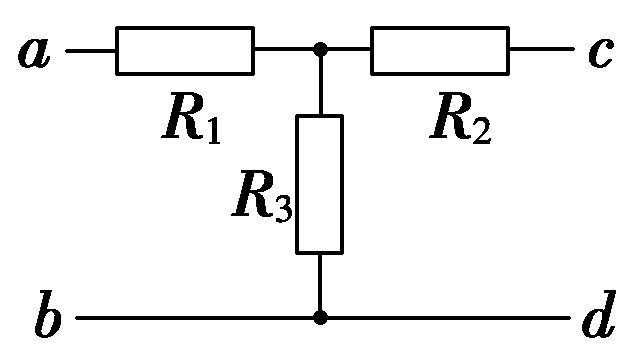 a c
R₁ R₂
R₃
b d